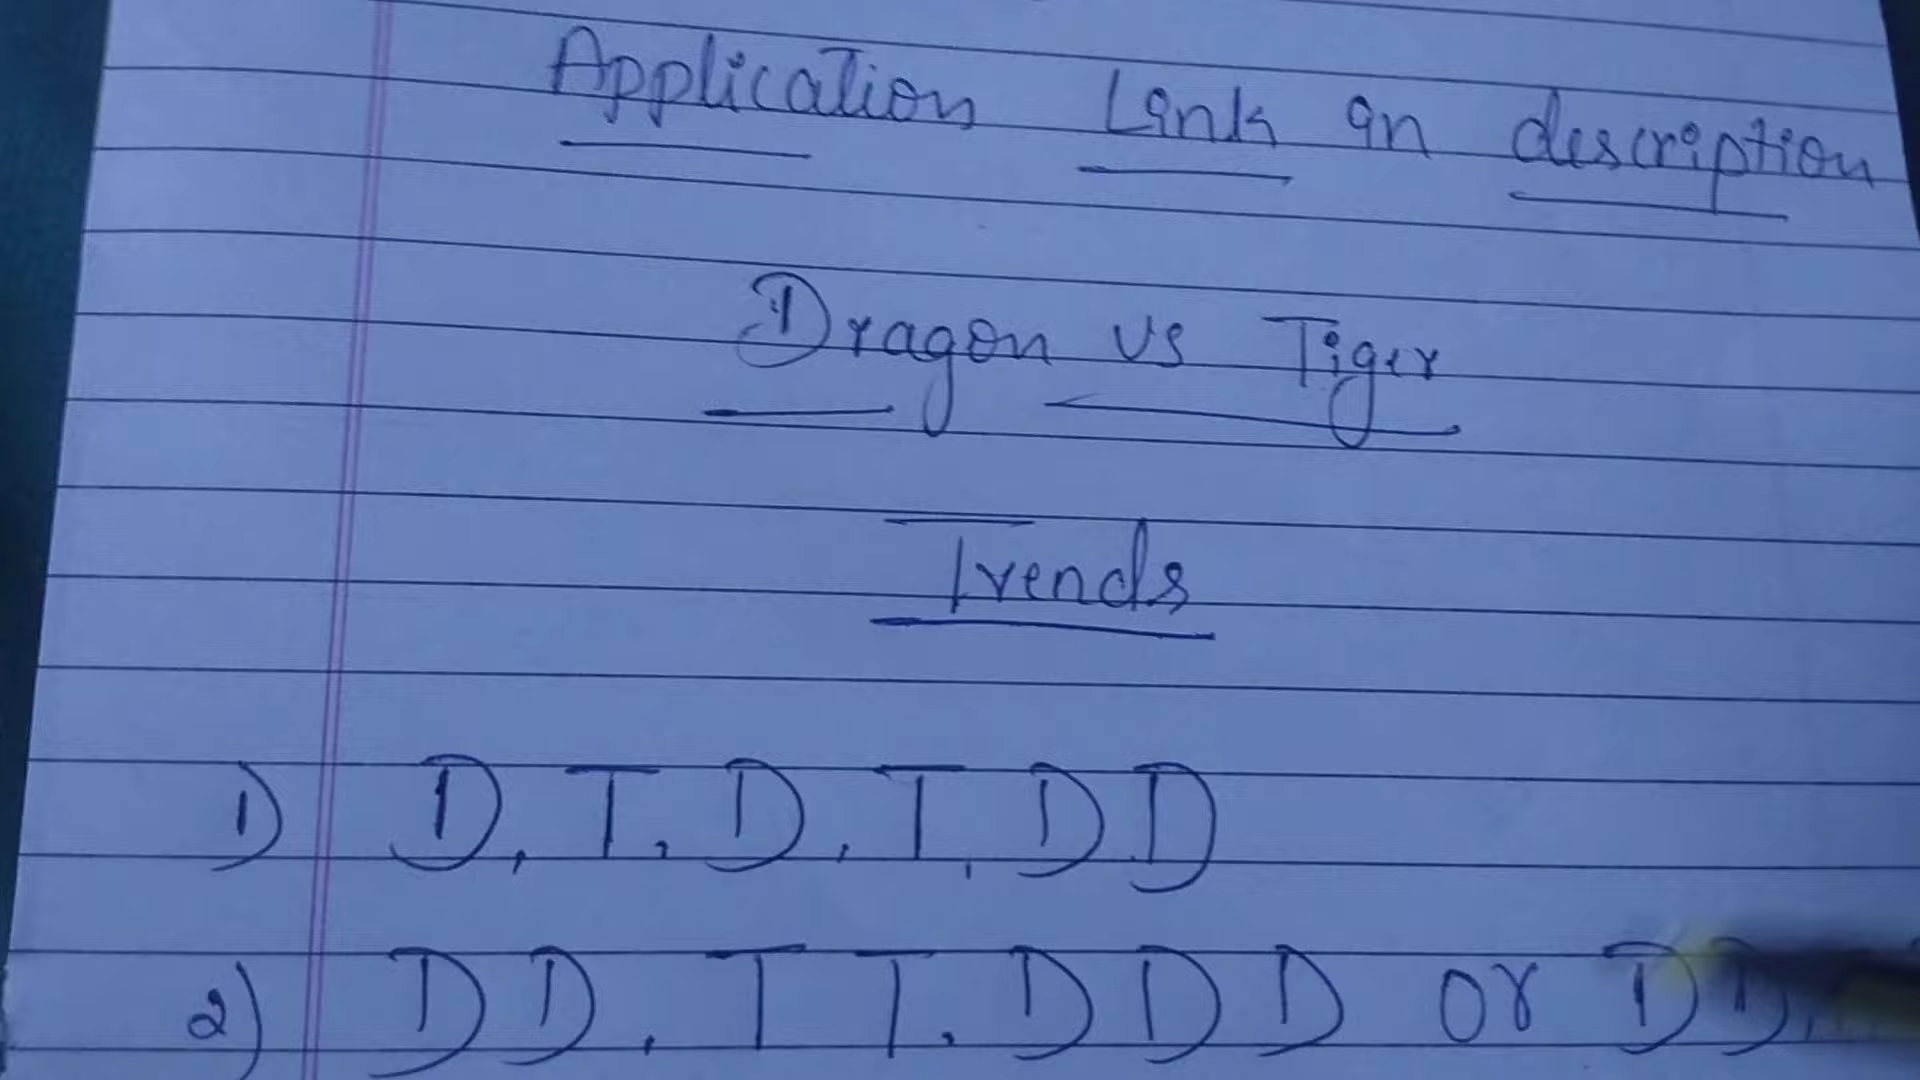 Application Link in description
Dragon vs Tiger
Trends
1) D, T, D, T, D D
2) D D, T T, D D D or D D